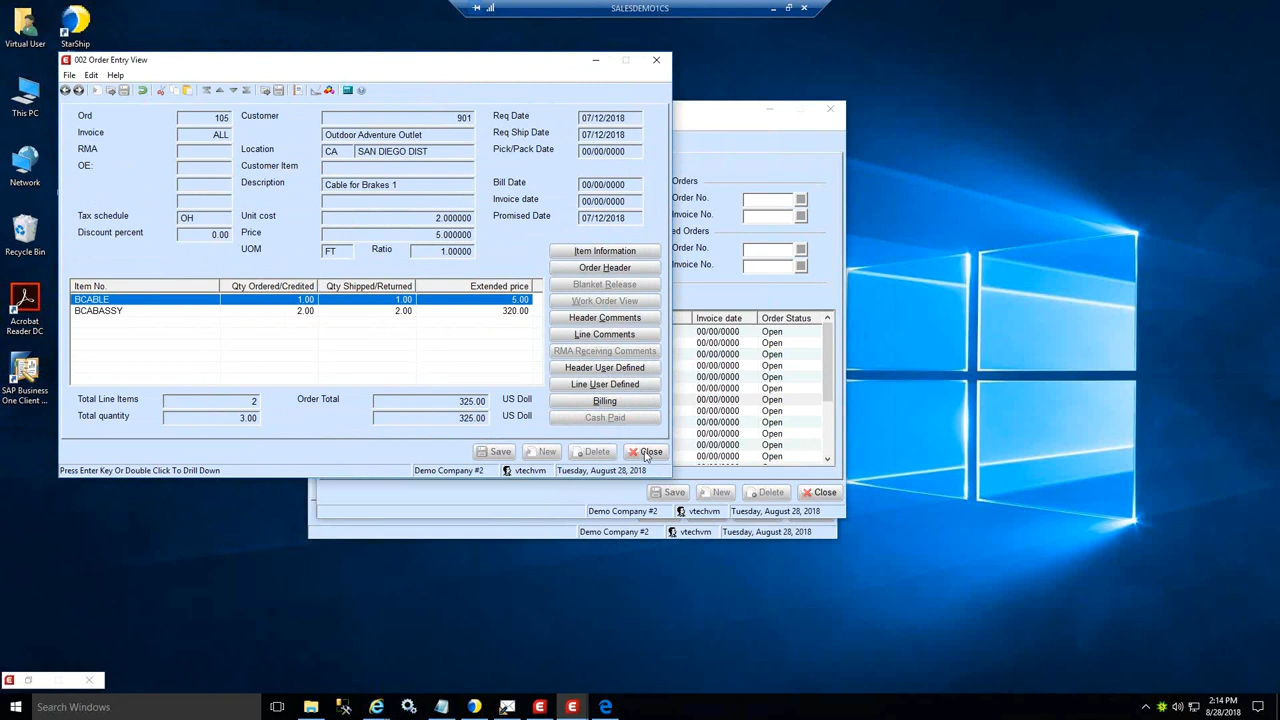 SALESDEMO1CS
Virtual User
StarShip
This PC
Network
Recycle Bin
Acrobat
Reader DC
SAP Business
One Client ...
002 Order Entry View
File Edit Help
Ord 105 Customer 901 Req Date 07/12/2018
Invoice ALL Outdoor Adventure Outlet Req Ship Date 07/12/2018
RMA Location CA SAN DIEGO DIST Pick/Pack Date 00/00/0000
OE: Customer Item
Description Cable for Brakes 1 Bill Date 00/00/0000
Invoice date 00/00/0000
Tax schedule OH Unit cost 2.000000 Promised Date 07/12/2018
Discount percent 0.00 Price 5.000000
UOM FT Ratio 1.00000
Item Information
Order Header
Blanket Release
Work Order View
Header Comments
Line Comments
RMA Receiving Comments
Header User Defined
Line User Defined
Billing
Cash Paid
Item No. Qty Ordered/Credited Qty Shipped/Returned Extended price
BCABLE 1.00 1.00 5.00
BCABASSY 2.00 2.00 320.00
Total Line Items 2 Order Total 325.00 US Doll
Total quantity 3.00 325.00 US Doll
Save New Delete Close
Press Enter Key Or Double Click To Drill Down Demo Company #2 vtechvm Tuesday, August 28, 2018
Orders
Order No.
Invoice No.
ed Orders
Order No.
Invoice No.
Invoice date Order Status
00/00/0000 Open
00/00/0000 Open
00/00/0000 Open
00/00/0000 Open
00/00/0000 Open
00/00/0000 Open
00/00/0000 Open
00/00/0000 Open
00/00/0000 Open
00/00/0000 Open
00/00/0000 Open
00/00/0000 Open
Save New Delete Close
Demo Company #2 vtechvm Tuesday, August 28, 2018
Demo Company #2 vtechvm Tuesday, August 28, 2018
Search Windows
2:14 PM
8/28/2018